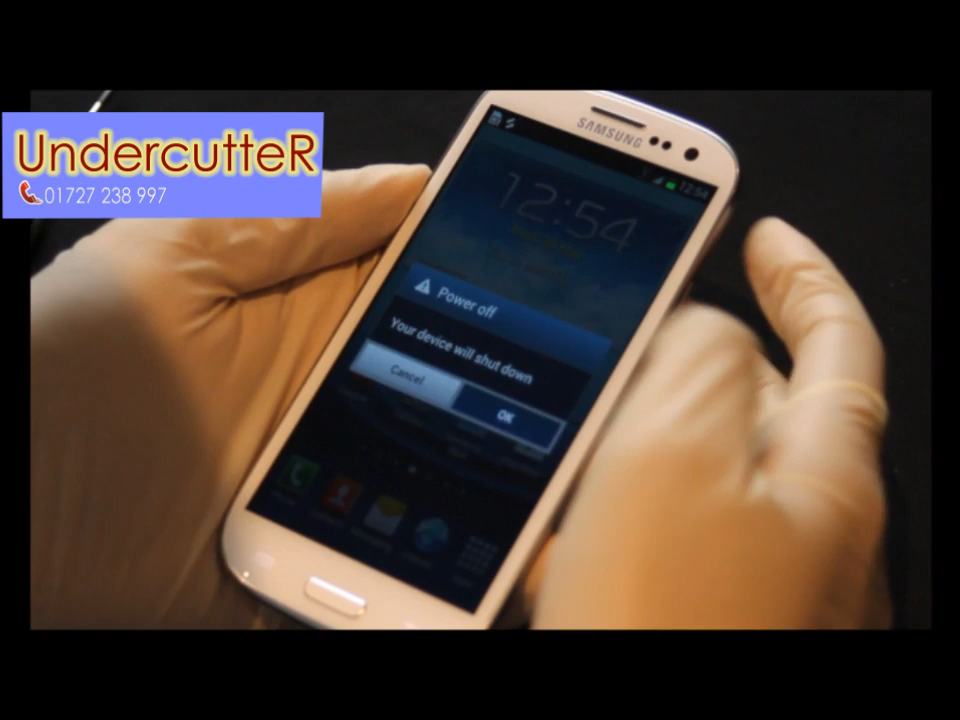 UndercutteR
01727 238 997
SAMSUNG
12:54
12:54
Power off
Your device will shut down
Cancel
OK